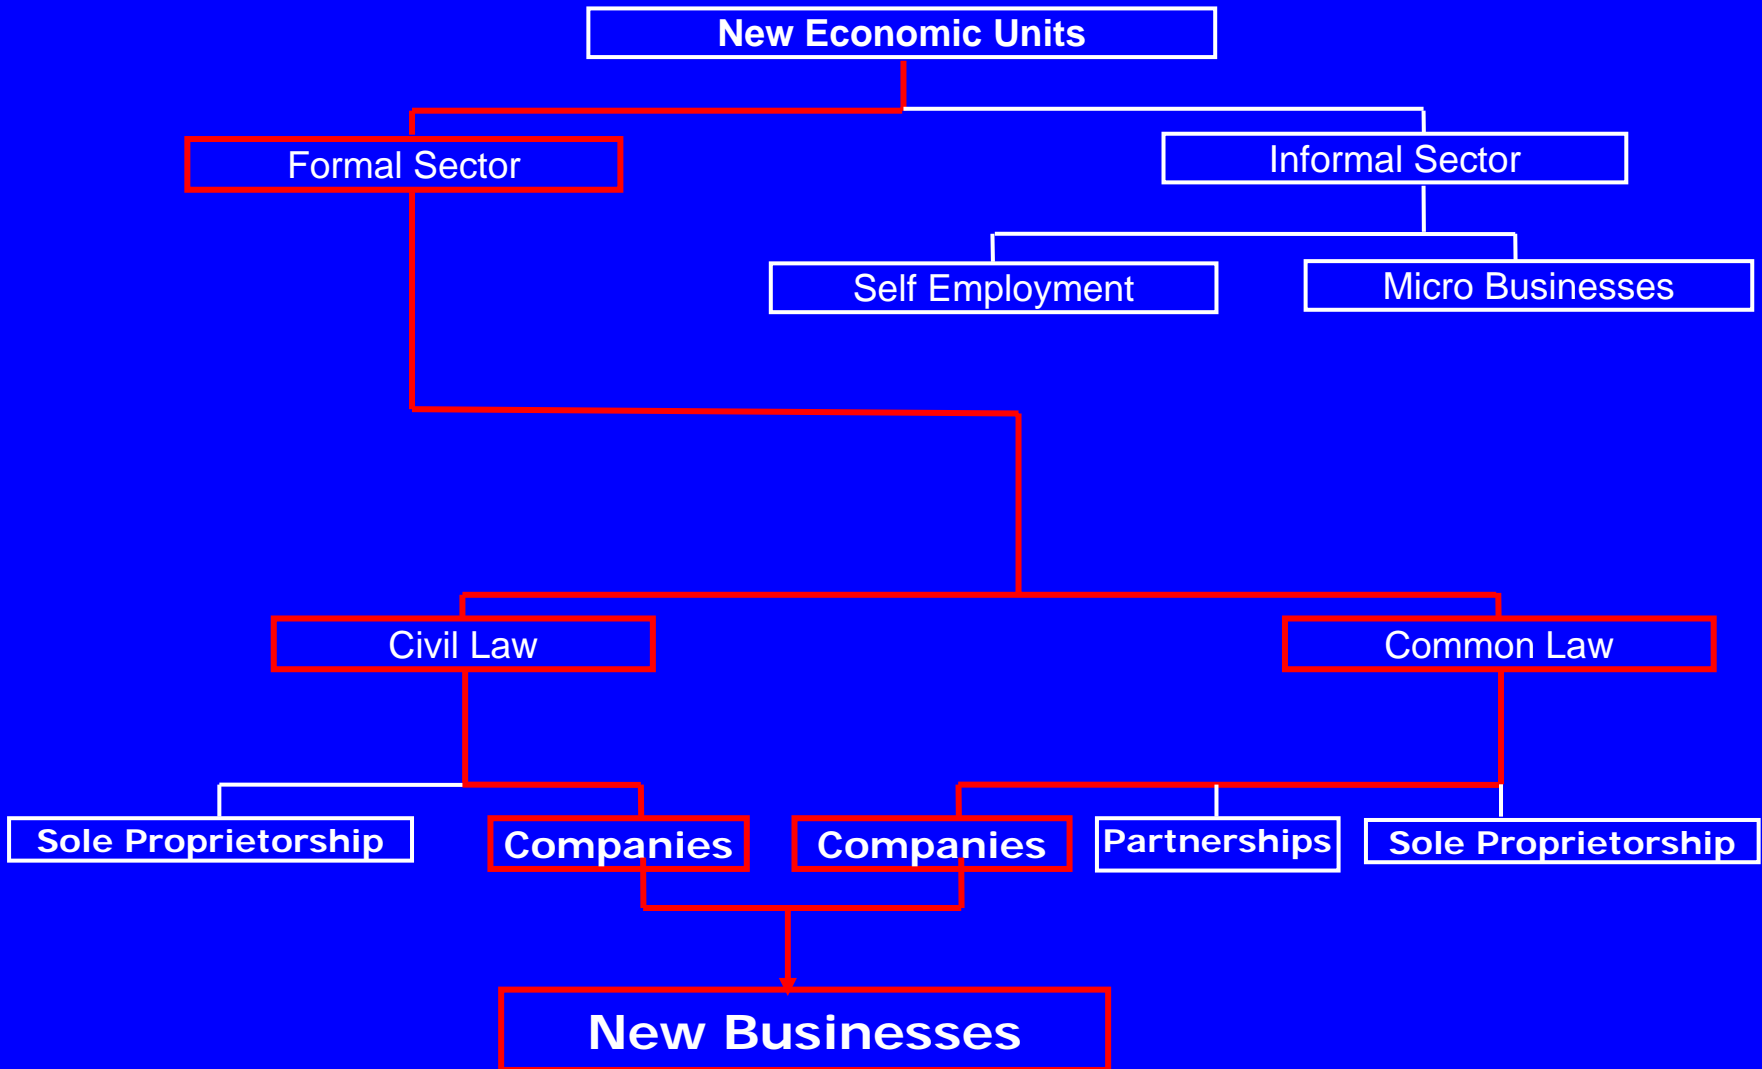 New Economic Units
Formal Sector
Informal Sector
Self Employment
Micro Businesses
Civil Law
Common Law
Sole Proprietorship
Companies
Companies
Partnerships
Sole Proprietorship
New Businesses